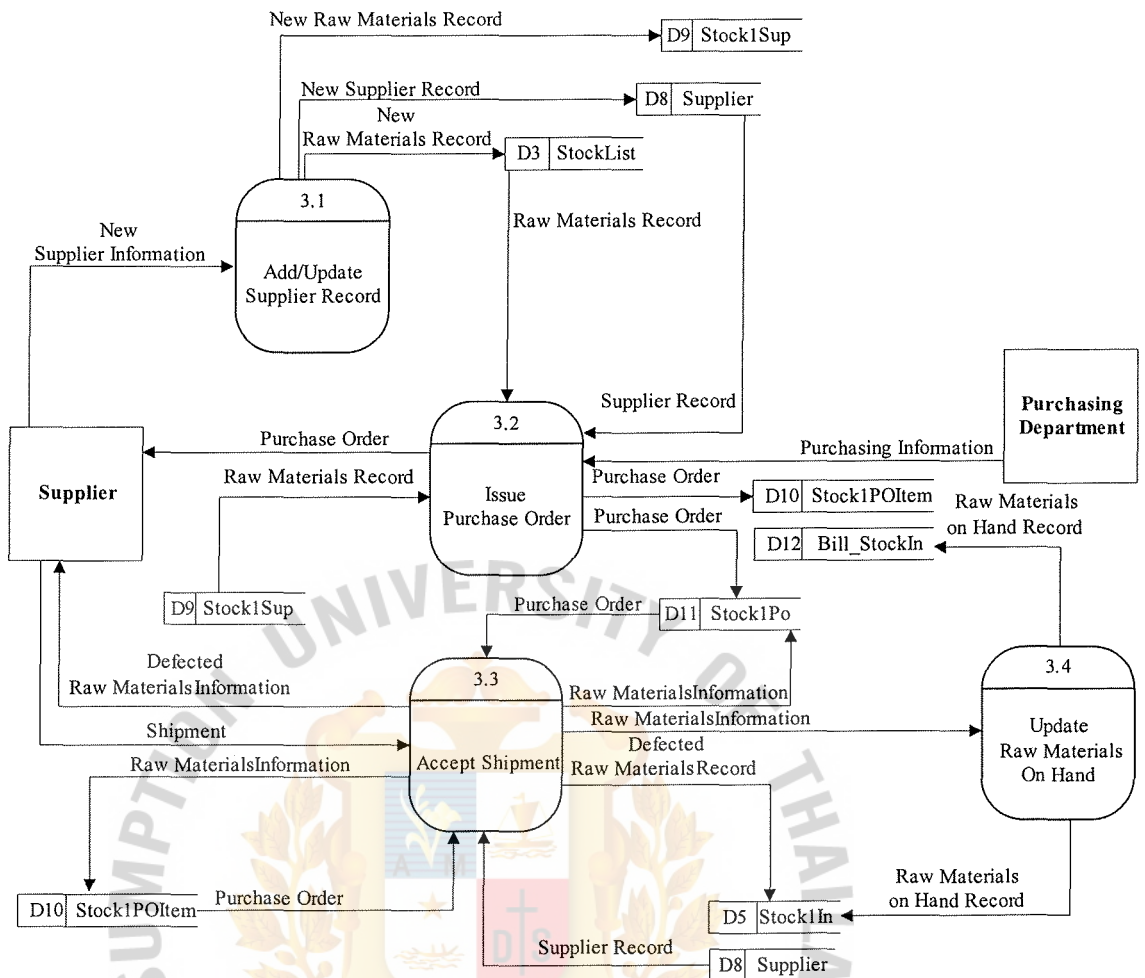 New Raw Materials Record
D9 Stock1Sup
New Supplier Record
D8 Supplier
New
Raw Materials Record
D3 StockList
3.1
Add/Update
Supplier Record
New
Supplier Information
Raw Materials Record
Supplier Record
Purchasing
Department
3.2
Issue
Purchase Order
Purchase Order
Purchasing Information
Supplier
Raw Materials Record
Purchase Order
D10 Stock1POItem
Raw Materials
on Hand Record
Purchase Order
D12 Bill_StockIn
D9 Stock1Sup
Purchase Order
D11 Stock1Po
Defected
Raw MaterialsInformation
3.3
Accept Shipment
Raw MaterialsInformation
Raw MaterialsInformation
3.4
Update
Raw Materials
On Hand
Shipment
Defected
Raw MaterialsRecord
Raw MaterialsInformation
Raw Materials
on Hand Record
D10 Stock1POItem
Purchase Order
D5 Stock1In
Supplier Record
D8 Supplier
SUMPTION UNIVERSITY OF THAILA
A M
D S